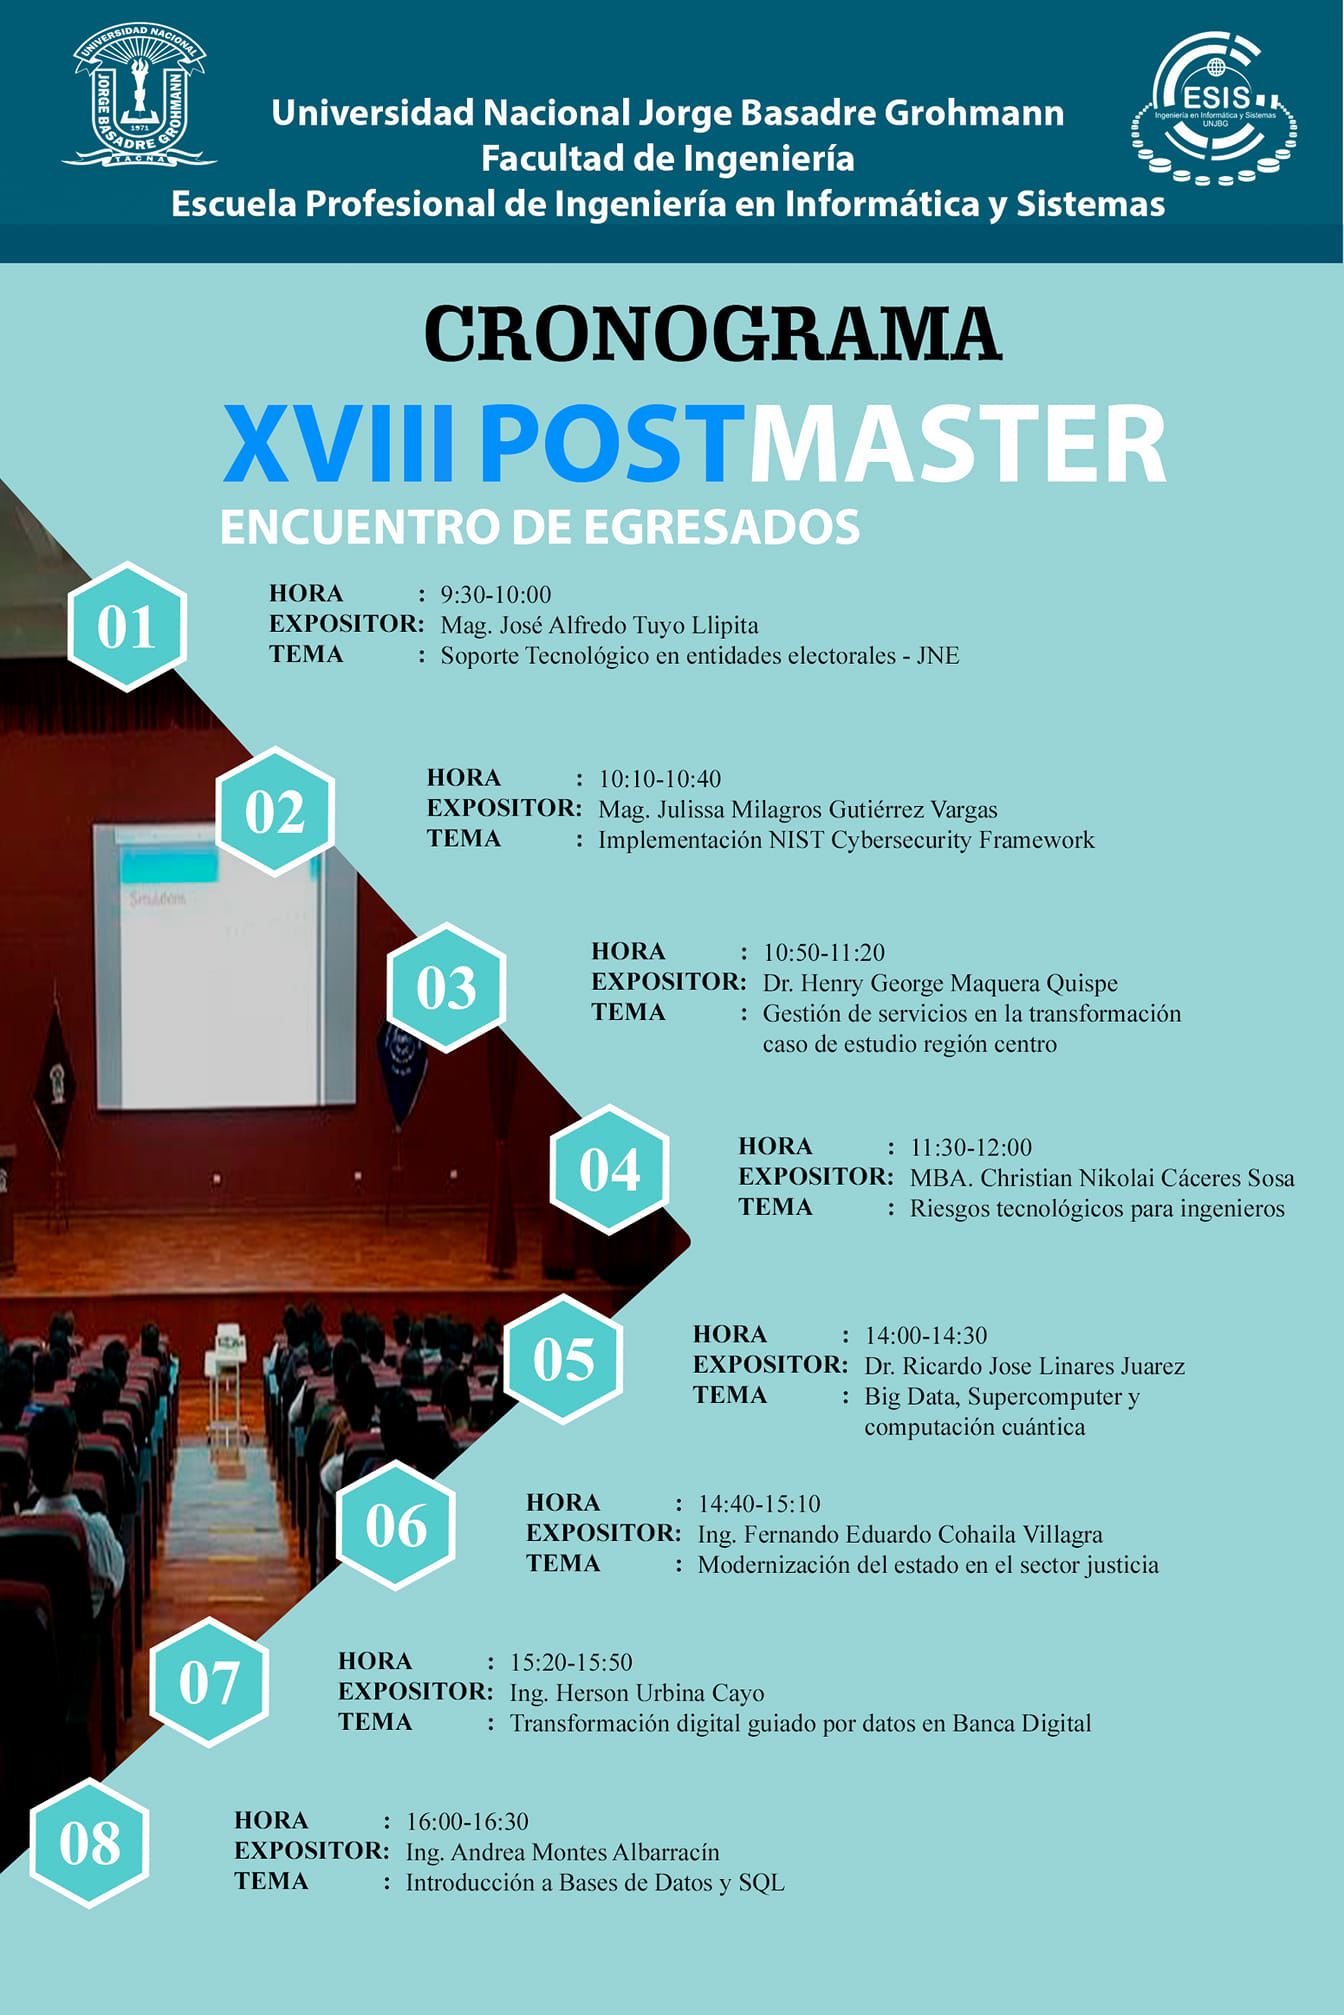 UNIVERSIDAD NACIONAL
JORGE BASADRE GROHMANN
1971
TACNA
ESIS
Ingeniería en Informática y Sistemas
UNJBG
Universidad Nacional Jorge Basadre Grohmann
Facultad de Ingeniería
Escuela Profesional de Ingeniería en Informática y Sistemas
CRONOGRAMA
XVIII POSTMASTER
ENCUENTRO DE EGRESADOS
01
HORA : 9:30-10:00
EXPOSITOR: Mag. José Alfredo Tuyo Llipita
TEMA : Soporte Tecnológico en entidades electorales - JNE
02
HORA : 10:10-10:40
EXPOSITOR: Mag. Julissa Milagros Gutiérrez Vargas
TEMA : Implementación NIST Cybersecurity Framework
03
HORA : 10:50-11:20
EXPOSITOR: Dr. Henry George Maquera Quispe
TEMA : Gestión de servicios en la transformación
caso de estudio región centro
04
HORA : 11:30-12:00
EXPOSITOR: MBA. Christian Nikolai Cáceres Sosa
TEMA : Riesgos tecnológicos para ingenieros
05
HORA : 14:00-14:30
EXPOSITOR: Dr. Ricardo Jose Linares Juarez
TEMA : Big Data, Supercomputer y
computación cuántica
06
HORA : 14:40-15:10
EXPOSITOR: Ing. Fernando Eduardo Cohaila Villagra
TEMA : Modernización del estado en el sector justicia
07
HORA : 15:20-15:50
EXPOSITOR: Ing. Herson Urbina Cayo
TEMA : Transformación digital guiado por datos en Banca Digital
08
HORA : 16:00-16:30
EXPOSITOR: Ing. Andrea Montes Albarracín
TEMA : Introducción a Bases de Datos y SQL